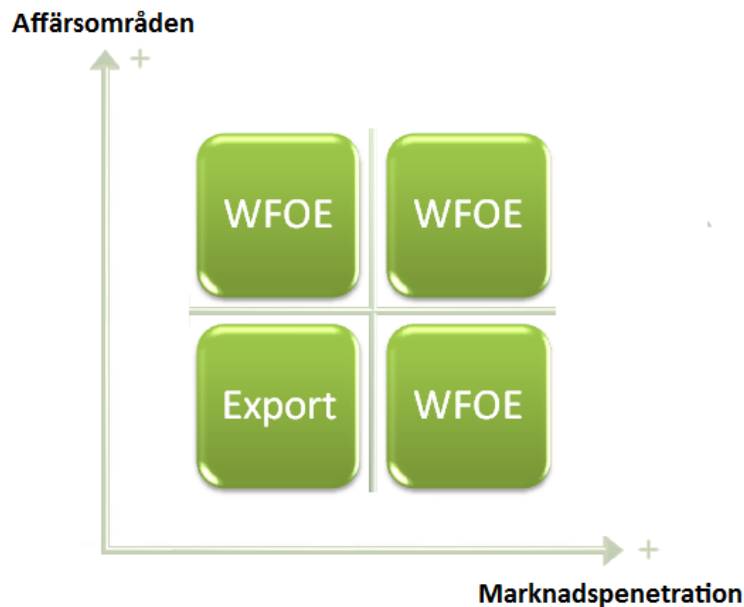 Affärsområden
+
WFOE WFOE
Export WFOE
+
Marknadspenetration